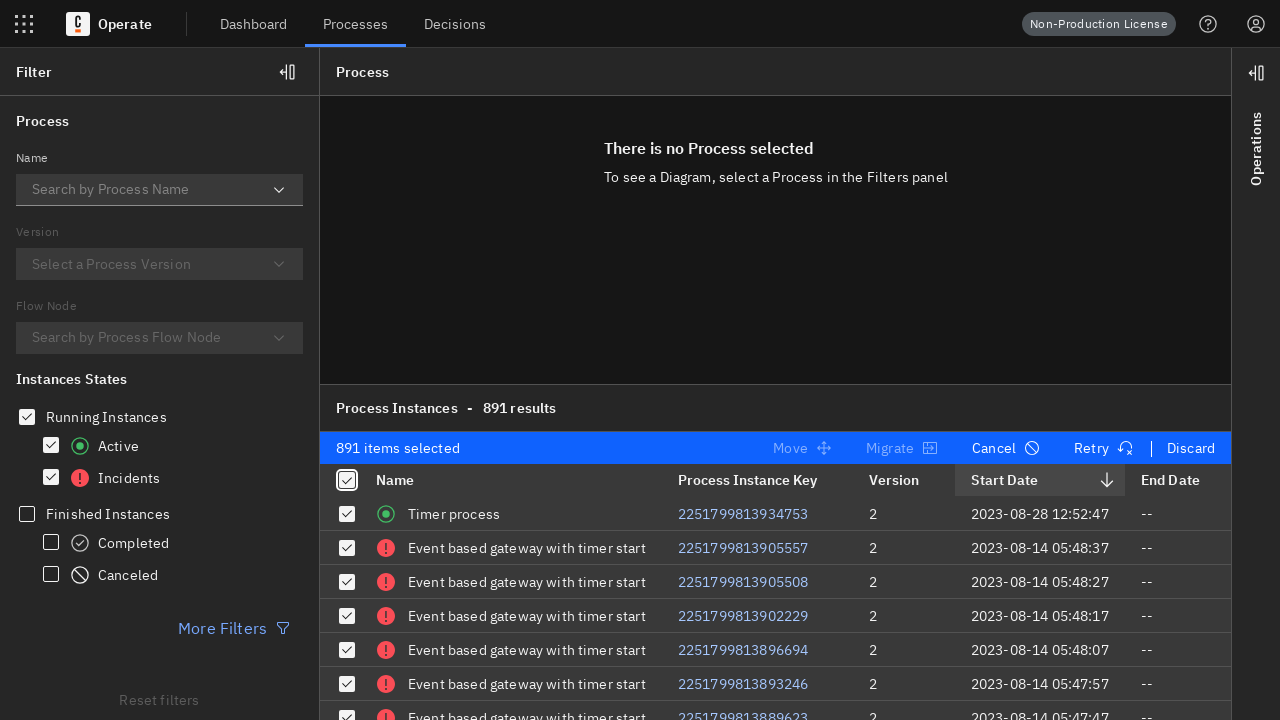 Operate
Dashboard
Processes
Decisions
Non-Production License
Filter
Process
Name
Search by Process Name
Version
Select a Process Version
Flow Node
Search by Process Flow Node
Instances States
Running Instances
Active
Incidents
Finished Instances
Completed
Canceled
More Filters
Reset filters
Process
There is no Process selected
To see a Diagram, select a Process in the Filters panel
Process Instances - 891 results
891 items selected Move Migrate Cancel Retry Discard
Name Process Instance Key Version Start Date End Date
Timer process 2251799813934753 2 2023-08-28 12:52:47 --
Event based gateway with timer start 2251799813905557 2 2023-08-14 05:48:37 --
Event based gateway with timer start 2251799813905508 2 2023-08-14 05:48:27 --
Event based gateway with timer start 2251799813902229 2 2023-08-14 05:48:17 --
Event based gateway with timer start 2251799813896694 2 2023-08-14 05:48:07 --
Event based gateway with timer start 2251799813893246 2 2023-08-14 05:47:57 --
Event based gateway with timer start 2251799813889623 2 2023-08-14 05:47:47 --
Operations